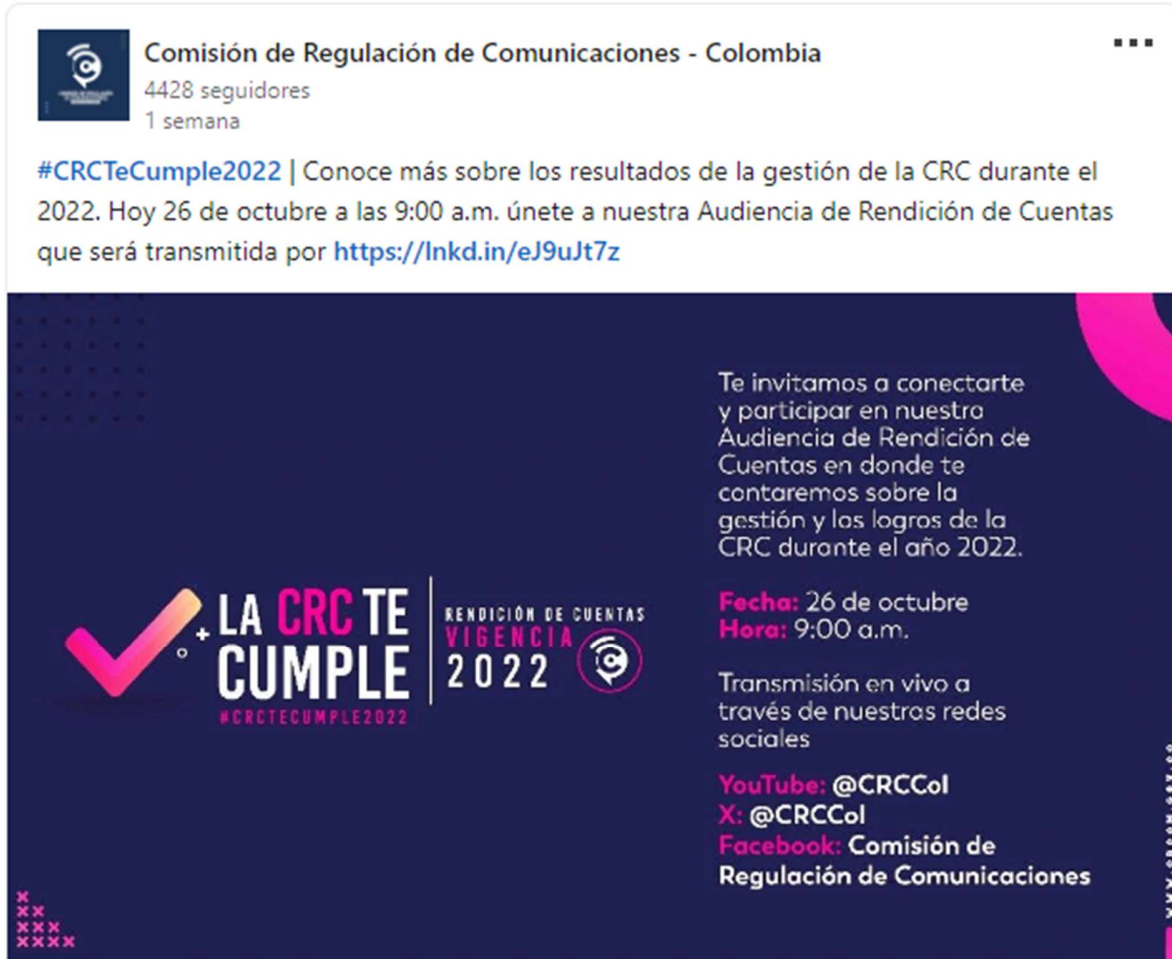 Comisión de Regulación de Comunicaciones - Colombia
4428 seguidores
1 semana
#CRCTeCumple2022 | Conoce más sobre los resultados de la gestión de la CRC durante el
2022. Hoy 26 de octubre a las 9:00 a.m. únete a nuestra Audiencia de Rendición de Cuentas
que será transmitida por https://lnkd.in/eJ9uJt7z
LA CRC TE
CUMPLE
#CRCTECUMPLE2022
RENDICIÓN DE CUENTAS
VIGENCIA
2022
Te invitamos a conectarte
y participar en nuestra
Audiencia de Rendición de
Cuentas en donde te
contaremos sobre la
gestión y los logros de la
CRC durante el año 2022.
Fecha: 26 de octubre
Hora: 9:00 a.m.
Transmisión en vivo a
través de nuestras redes
sociales
YouTube: @CRCCol
X: @CRCCol
Facebook: Comisión de
Regulación de Comunicaciones